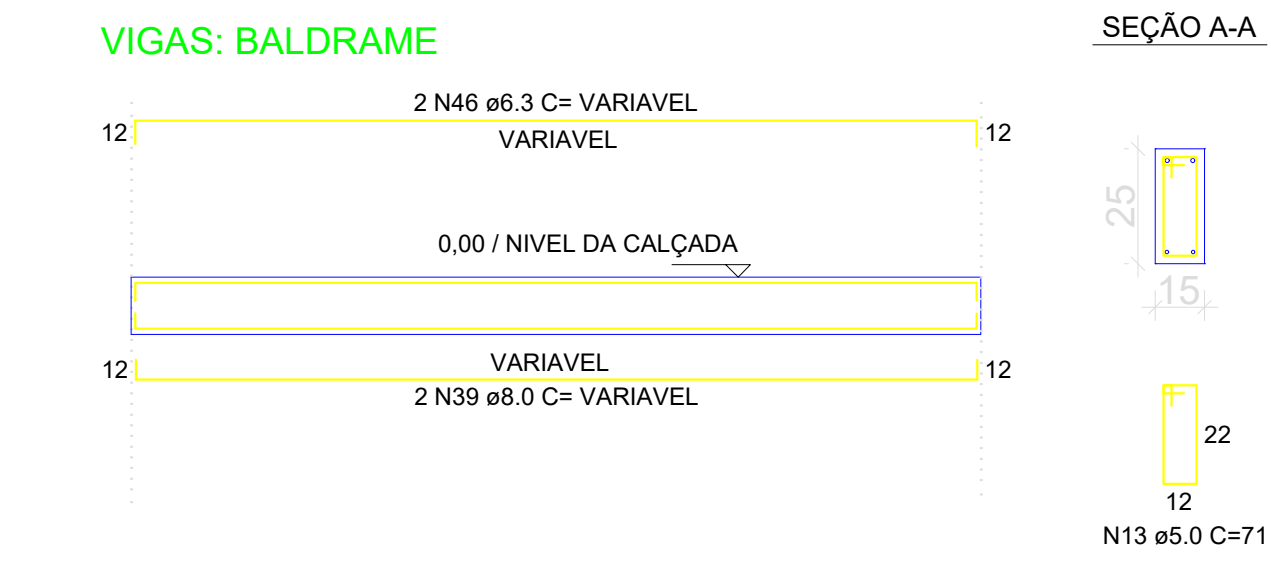 VIGAS: BALDRAME
SEÇÃO A-A
2 N46 ø6.3 C= VARIAVEL
12
VARIAVEL
12
25
15
0,00 / NIVEL DA CALÇADA
12
VARIAVEL
12
2 N39 ø8.0 C= VARIAVEL
22
12
N13 ø5.0 C=71